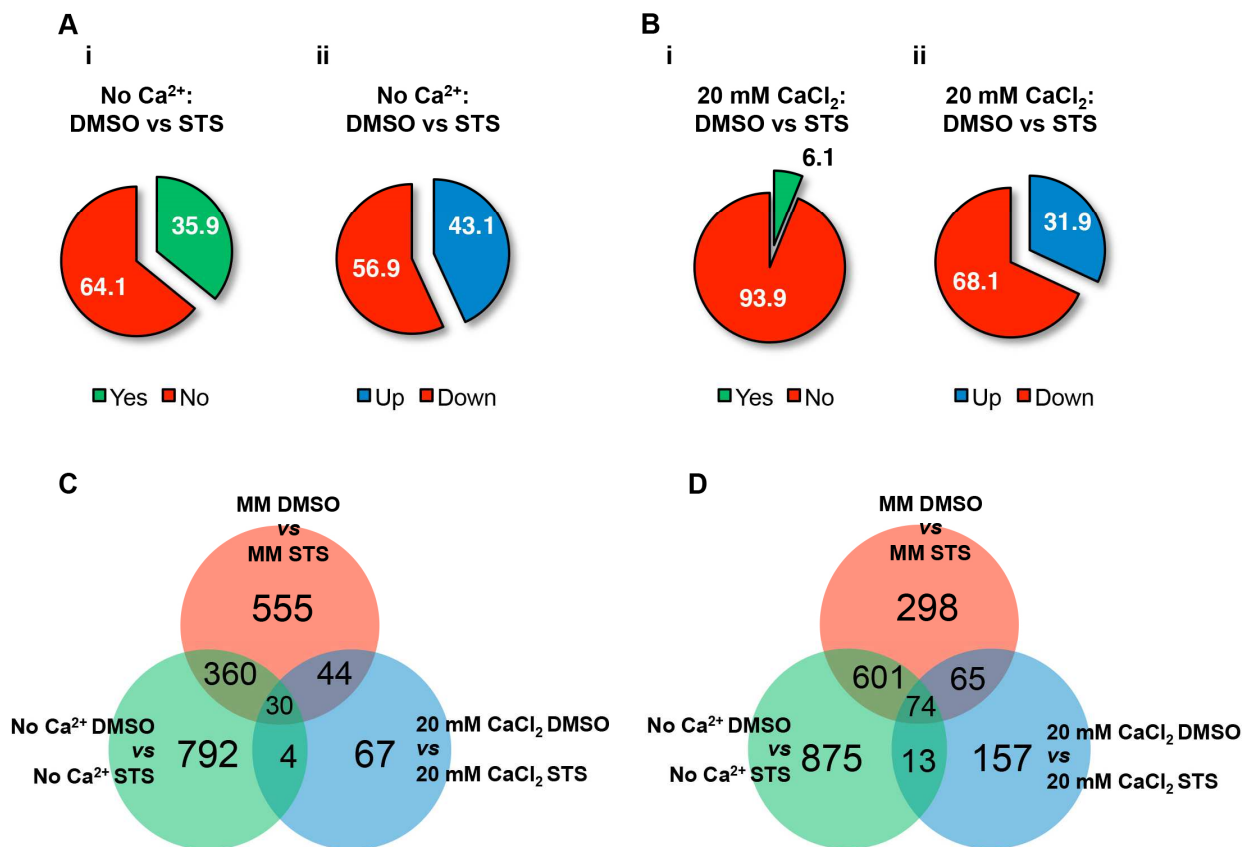 A
B
i
ii
i
ii
No Ca²⁺:
DMSO vs STS
No Ca²⁺:
DMSO vs STS
20 mM CaCl₂:
DMSO vs STS
20 mM CaCl₂:
DMSO vs STS
35.9
64.1
43.1
56.9
6.1
93.9
31.9
68.1
Yes No
Up Down
Yes No
Up Down
C
MM DMSO
vs
MM STS
555
360
44
30
No Ca²⁺ DMSO
vs
No Ca²⁺ STS
792
4
67
20 mM CaCl₂ DMSO
vs
20 mM CaCl₂ STS
D
MM DMSO
vs
MM STS
298
601
65
74
No Ca²⁺ DMSO
vs
No Ca²⁺ STS
875
13
157
20 mM CaCl₂ DMSO
vs
20 mM CaCl₂ STS